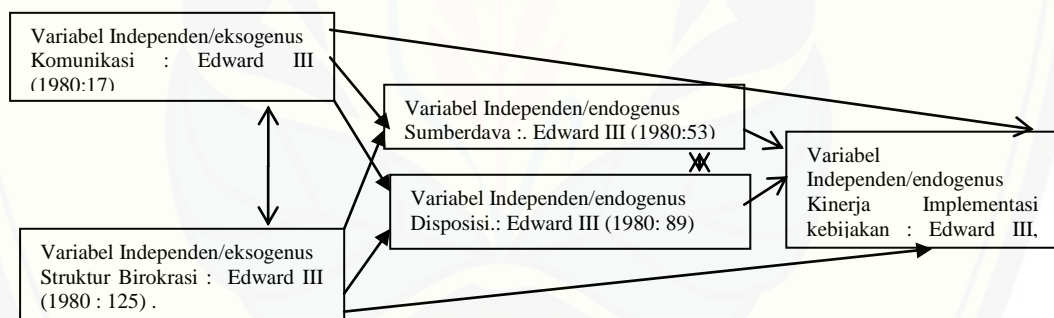 Variabel Independen/eksogenus
Komunikasi : Edward III
(1980:17)
Variabel Independen/endogenus
Sumberdaya :. Edward III (1980:53)
Variabel Independen/endogenus
Disposisi.: Edward III (1980: 89)
Variabel
Independen/endogenus
Kinerja Implementasi
kebijakan : Edward III,
Variabel Independen/eksogenus
Struktur Birokrasi : Edward III
(1980 : 125) .